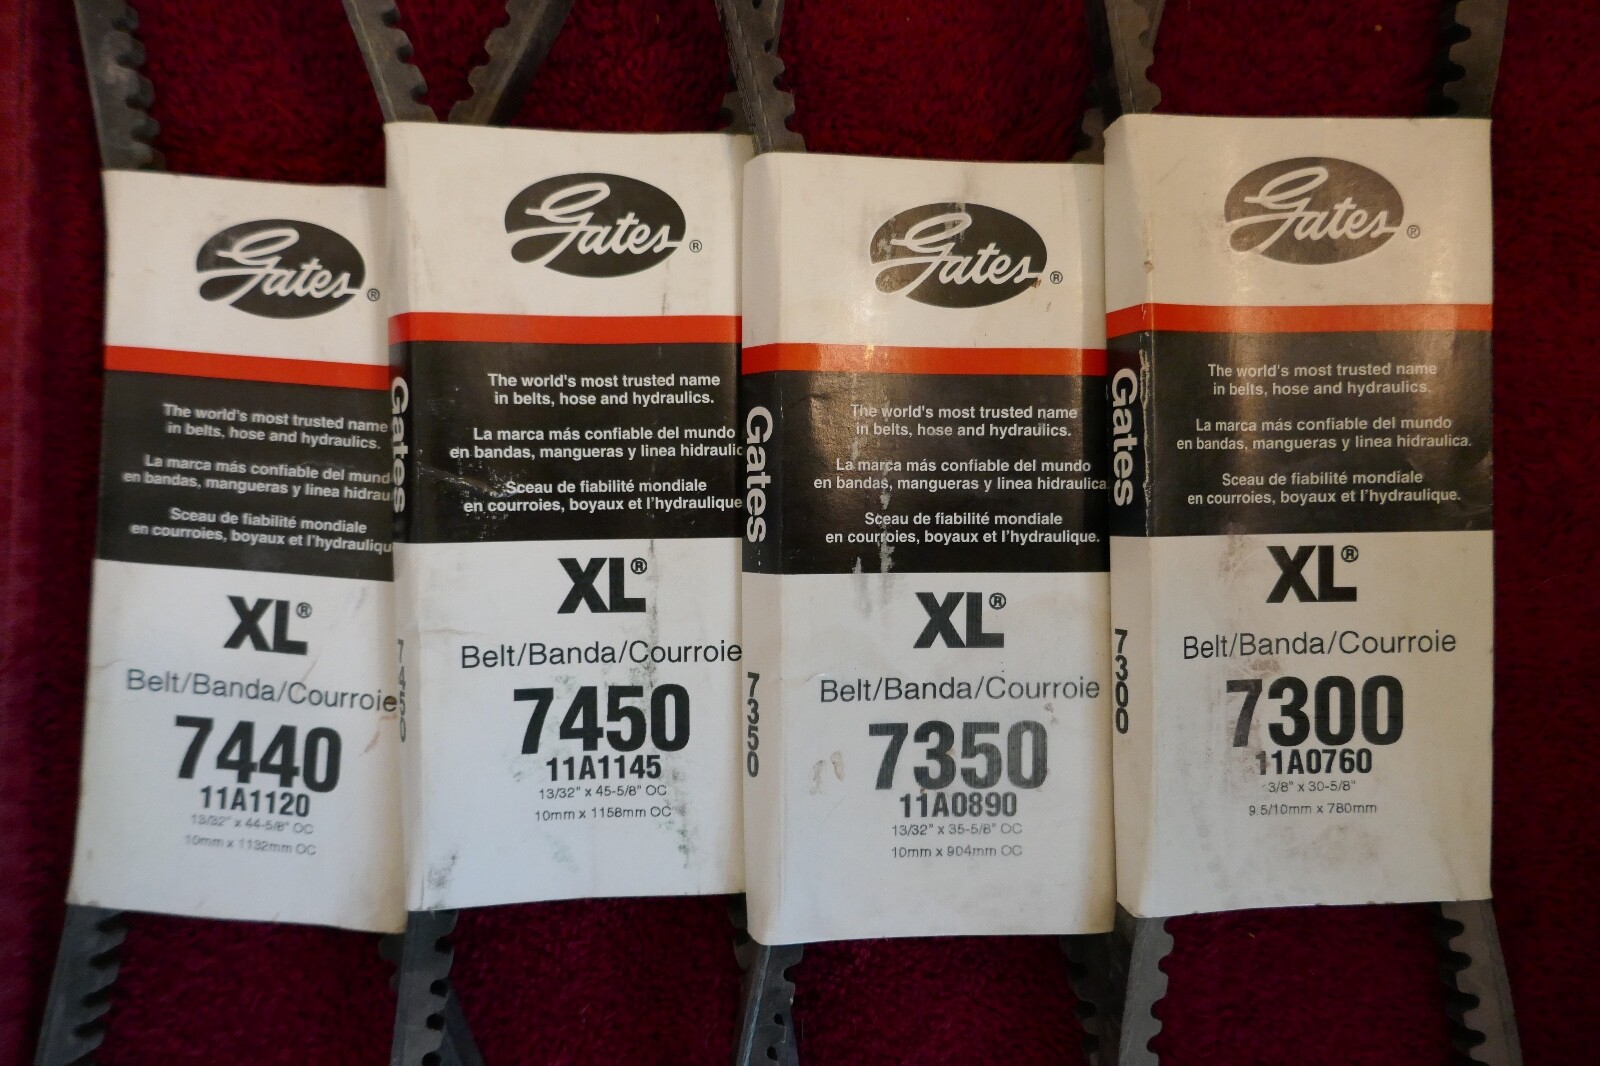 Gates®
The world's most trusted name
in belts, hose and hydraulics.
La marca más confiable del mund
en bandas, mangueras y linea hidrau
Sceau de fiabilité mondiale
en courroies, boyaux et l'hydrauliqu
XL®
Belt/Banda/Courroie
7440
11A1120
13/32" x 44-5/8" OC
10mm x 1132mm OC
Gates
7450
Gates®
The world's most trusted name
in belts, hose and hydraulics.
La marca más confiable del mundo
en bandas, mangueras y linea hidraulic
Sceau de fiabilité mondiale
en courroies, boyaux et l'hydraulique
XL®
Belt/Banda/Courroie
7450
11A1145
13/32" x 45-5/8" OC
10mm x 1158mm OC
Gates
7350
Gates®
The world's most trusted name
in belts, hose and hydraulics.
La marca más confiable del mundo
en bandas, mangueras y linea hidraulica.
Sceau de fiabilité mondiale
en courroies, boyaux et l'hydraulique.
XL®
Belt/Banda/Courroie
7350
11A0890
13/32" x 35-5/8" OC
10mm x 904mm OC
Gates
7300
Gates®
The world's most trusted name
in belts, hose and hydraulics.
La marca más confiable del mundo
en bandas, mangueras y linea hidraulica.
Sceau de fiabilité mondiale
en courroies, boyaux et l'hydraulique.
XL®
Belt/Banda/Courroie
7300
11A0760
3/8" x 30-5/8"
9.5/10mm x 780mm